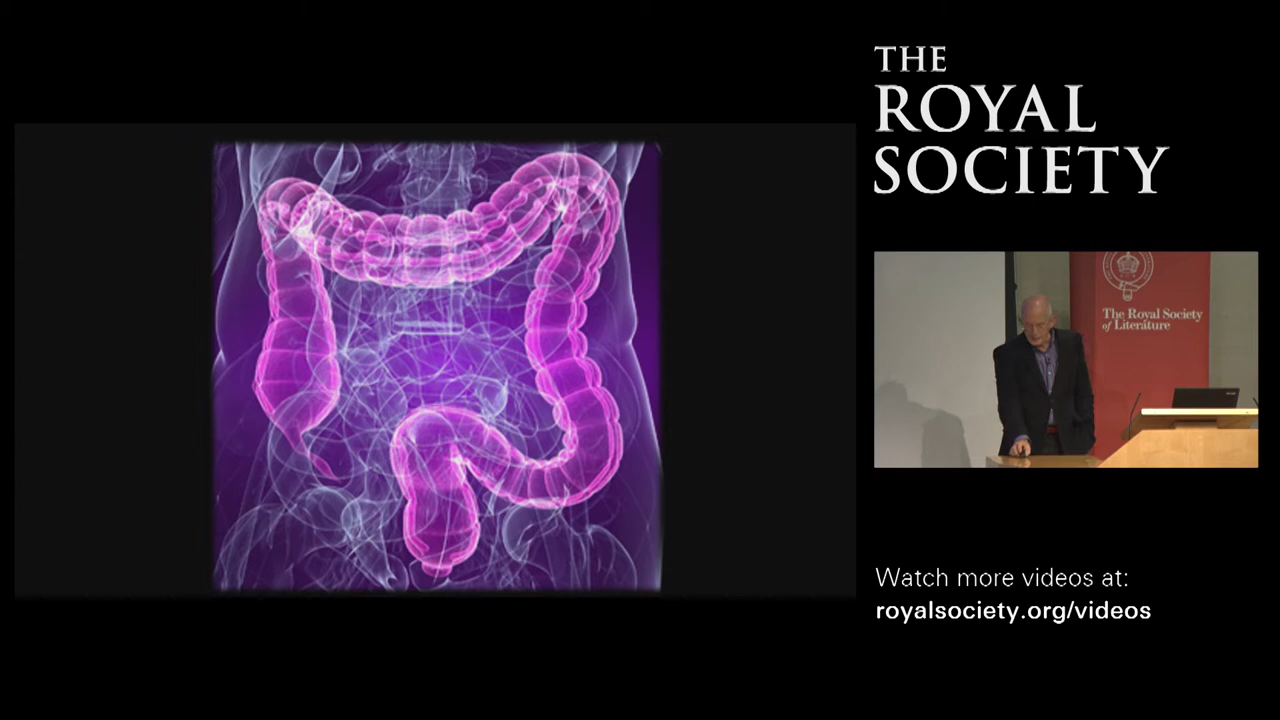 THE
ROYAL
SOCIETY
The Royal Society
of Literature
Watch more videos at:
royalsociety.org/videos